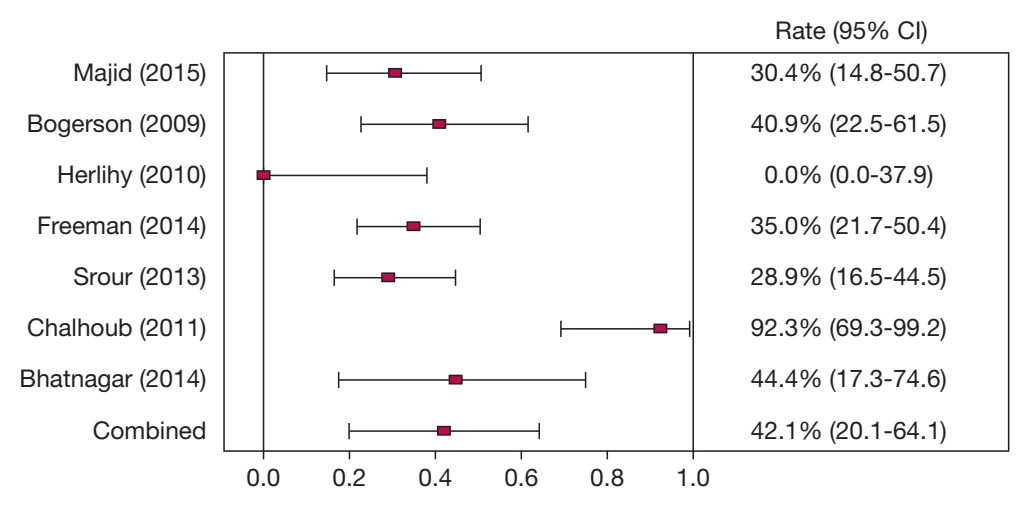 Rate (95% CI)
Majid (2015) 30.4% (14.8-50.7)
Bogerson (2009) 40.9% (22.5-61.5)
Herlihy (2010) 0.0% (0.0-37.9)
Freeman (2014) 35.0% (21.7-50.4)
Srour (2013) 28.9% (16.5-44.5)
Chalhoub (2011) 92.3% (69.3-99.2)
Bhatnagar (2014) 44.4% (17.3-74.6)
Combined 42.1% (20.1-64.1)
0.0 0.2 0.4 0.6 0.8 1.0